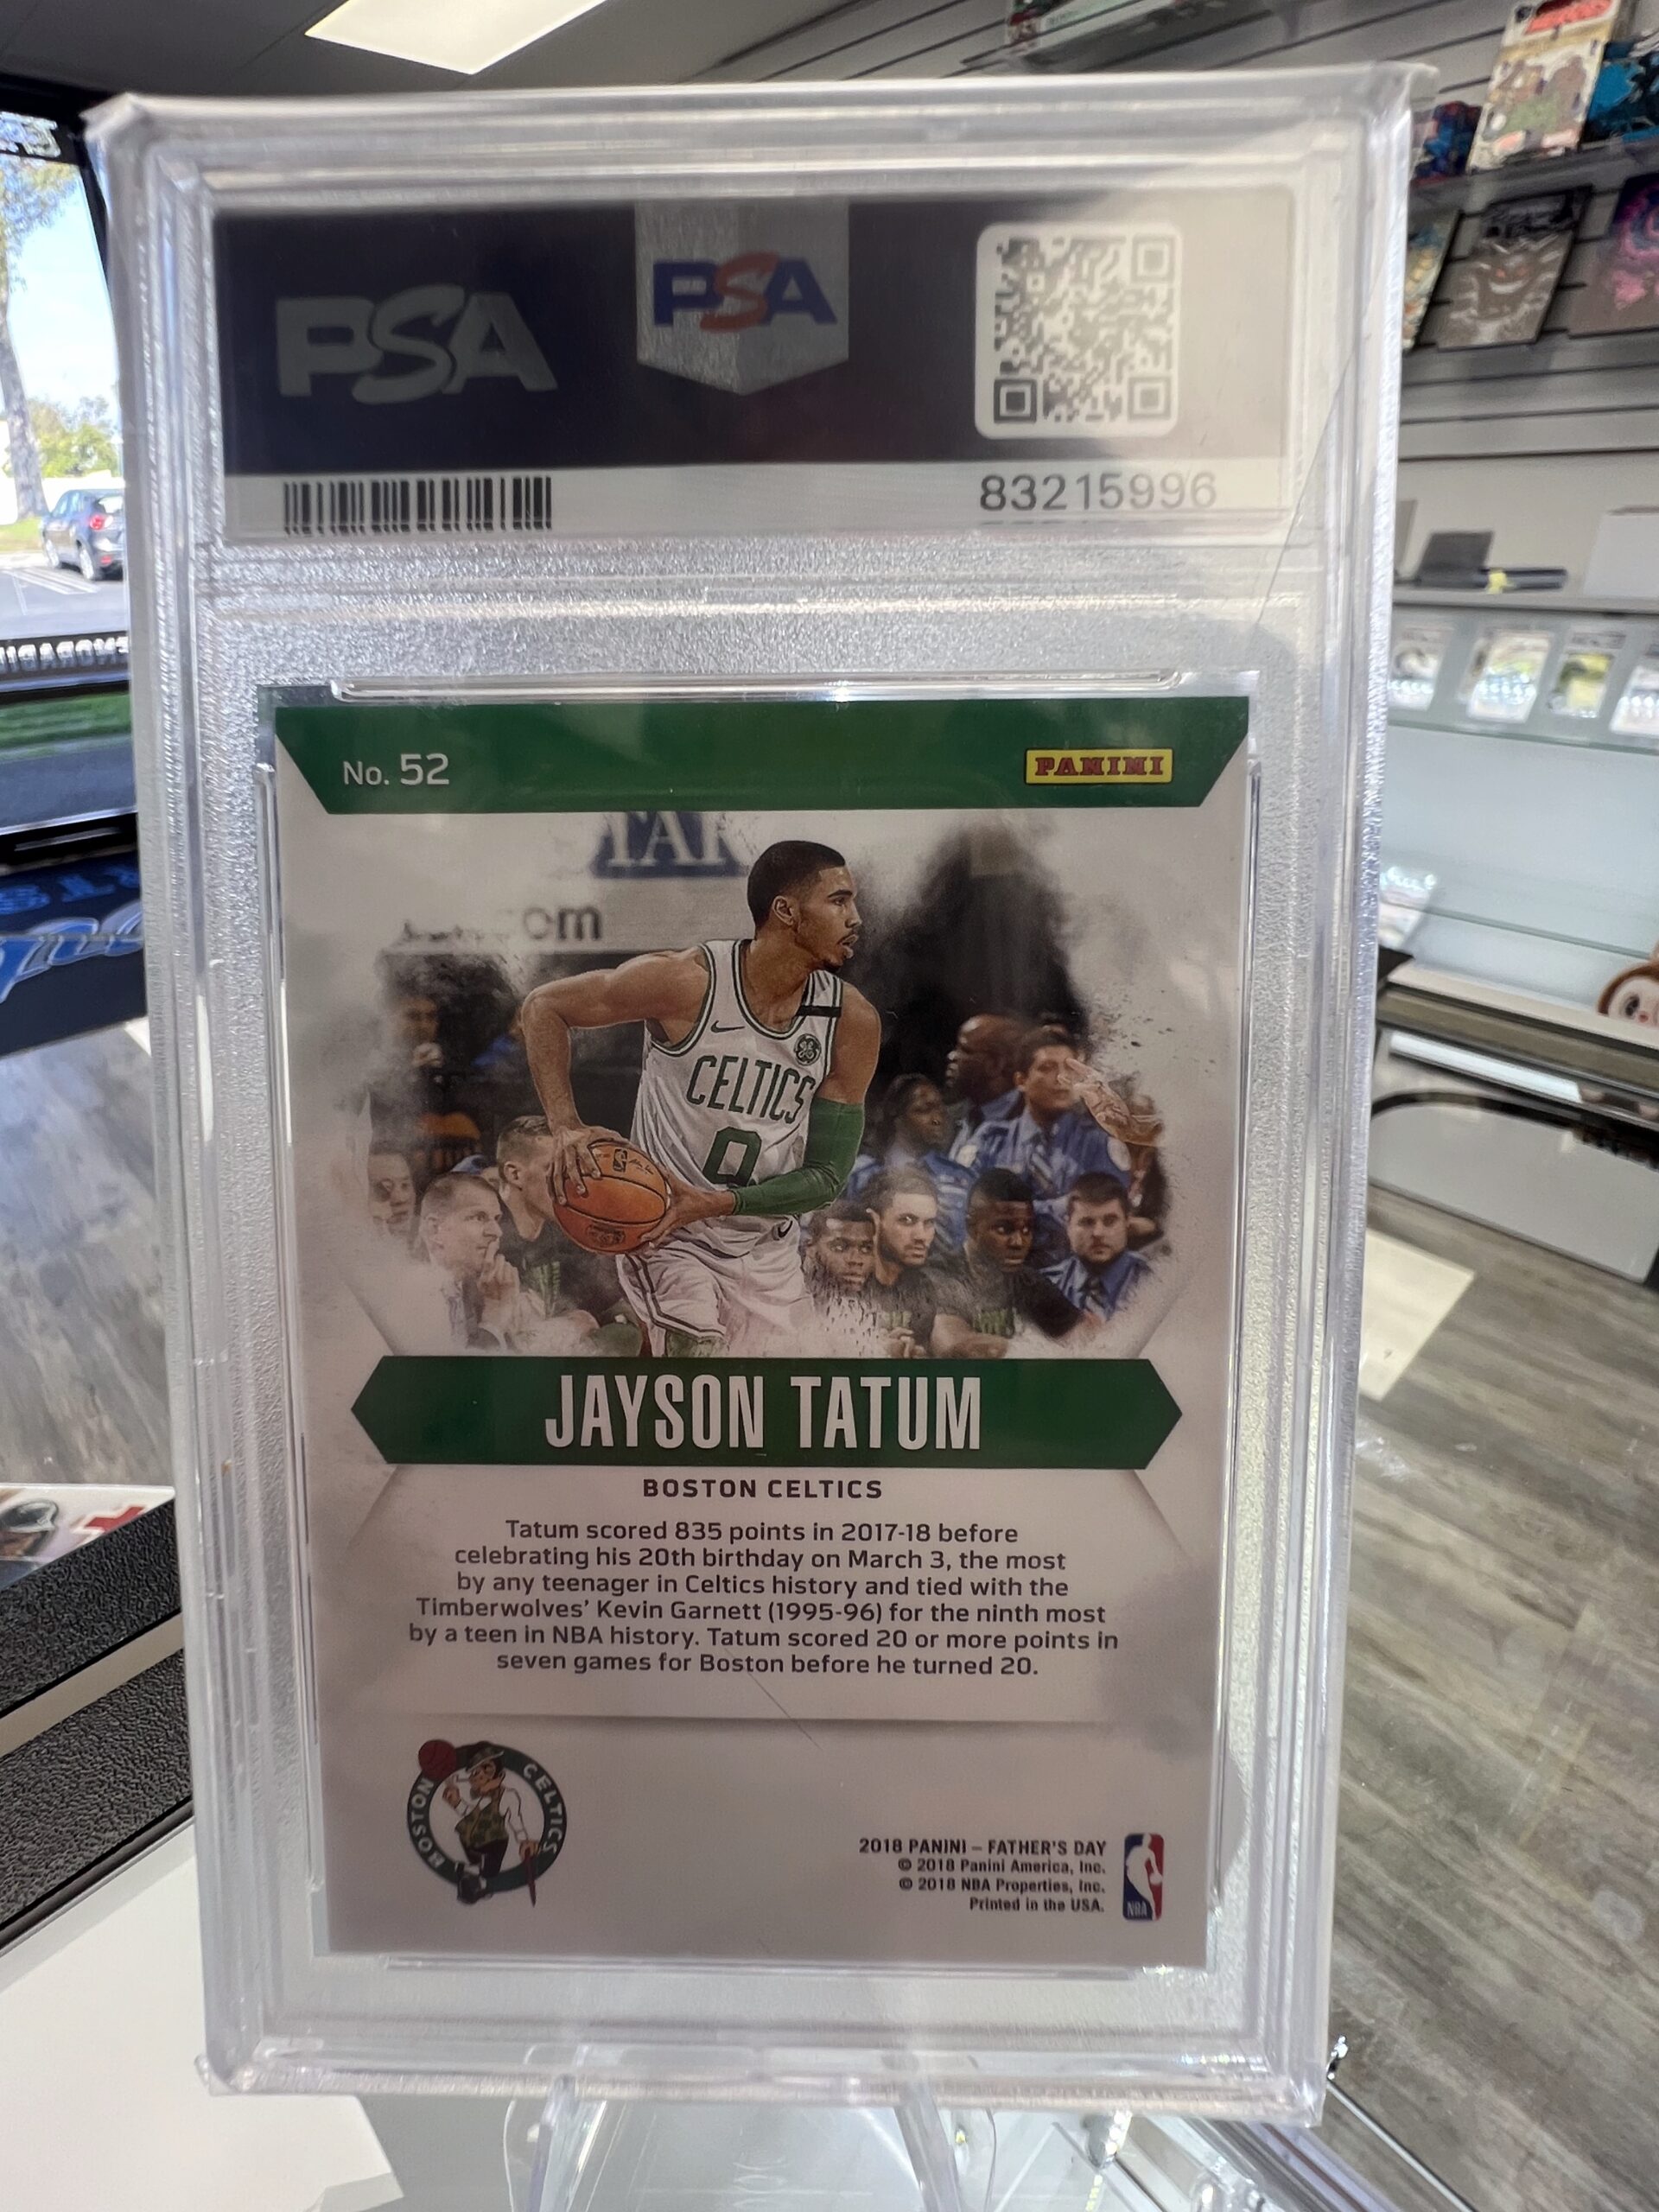 PSA
PSA
83215996
No. 52
PANINI
TAR
om
CELTICS
0
JAYSON TATUM
BOSTON CELTICS
Tatum scored 835 points in 2017-18 before
celebrating his 20th birthday on March 3, the most
by any teenager in Celtics history and tied with the
Timberwolves' Kevin Garnett (1995-96) for the ninth most
by a teen in NBA history. Tatum scored 20 or more points in
seven games for Boston before he turned 20.
BOSTON CELTICS
2018 PANINI – FATHER'S DAY
© 2018 Panini America, Inc.
© 2018 NBA Properties, Inc.
Printed in the USA.
NBA